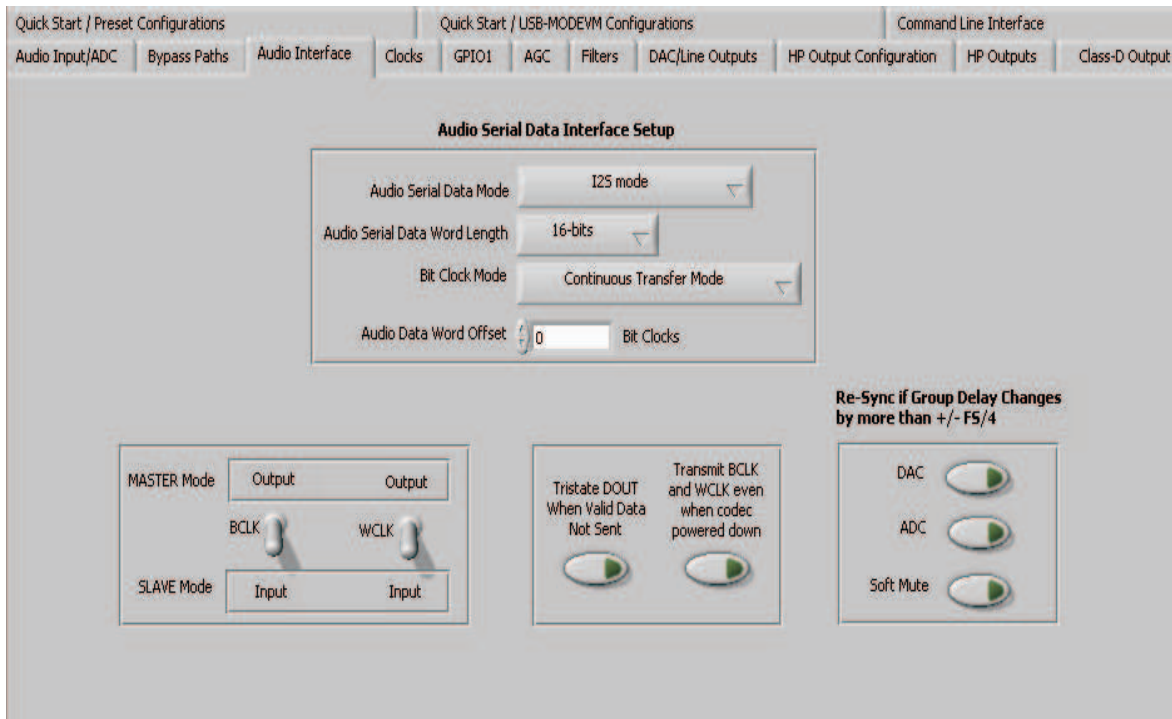 Quick Start / Preset Configurations
Quick Start / USB-MODEVM Configurations
Command Line Interface
Audio Input/ADC
Bypass Paths
Audio Interface
Clocks
GPIO1
AGC
Filters
DAC/Line Outputs
HP Output Configuration
HP Outputs
Class-D Output
Audio Serial Data Interface Setup
Audio Serial Data Mode
I2S mode
Audio Serial Data Word Length
16-bits
Bit Clock Mode
Continuous Transfer Mode
Audio Data Word Offset
0
Bit Clocks
MASTER Mode
Output
Output
BCLK
WCLK
SLAVE Mode
Input
Input
Tristate DOUT
When Valid Data
Not Sent
Transmit BCLK
and WCLK even
when codec
powered down
Re-Sync if Group Delay Changes
by more than +/- FS/4
DAC
ADC
Soft Mute